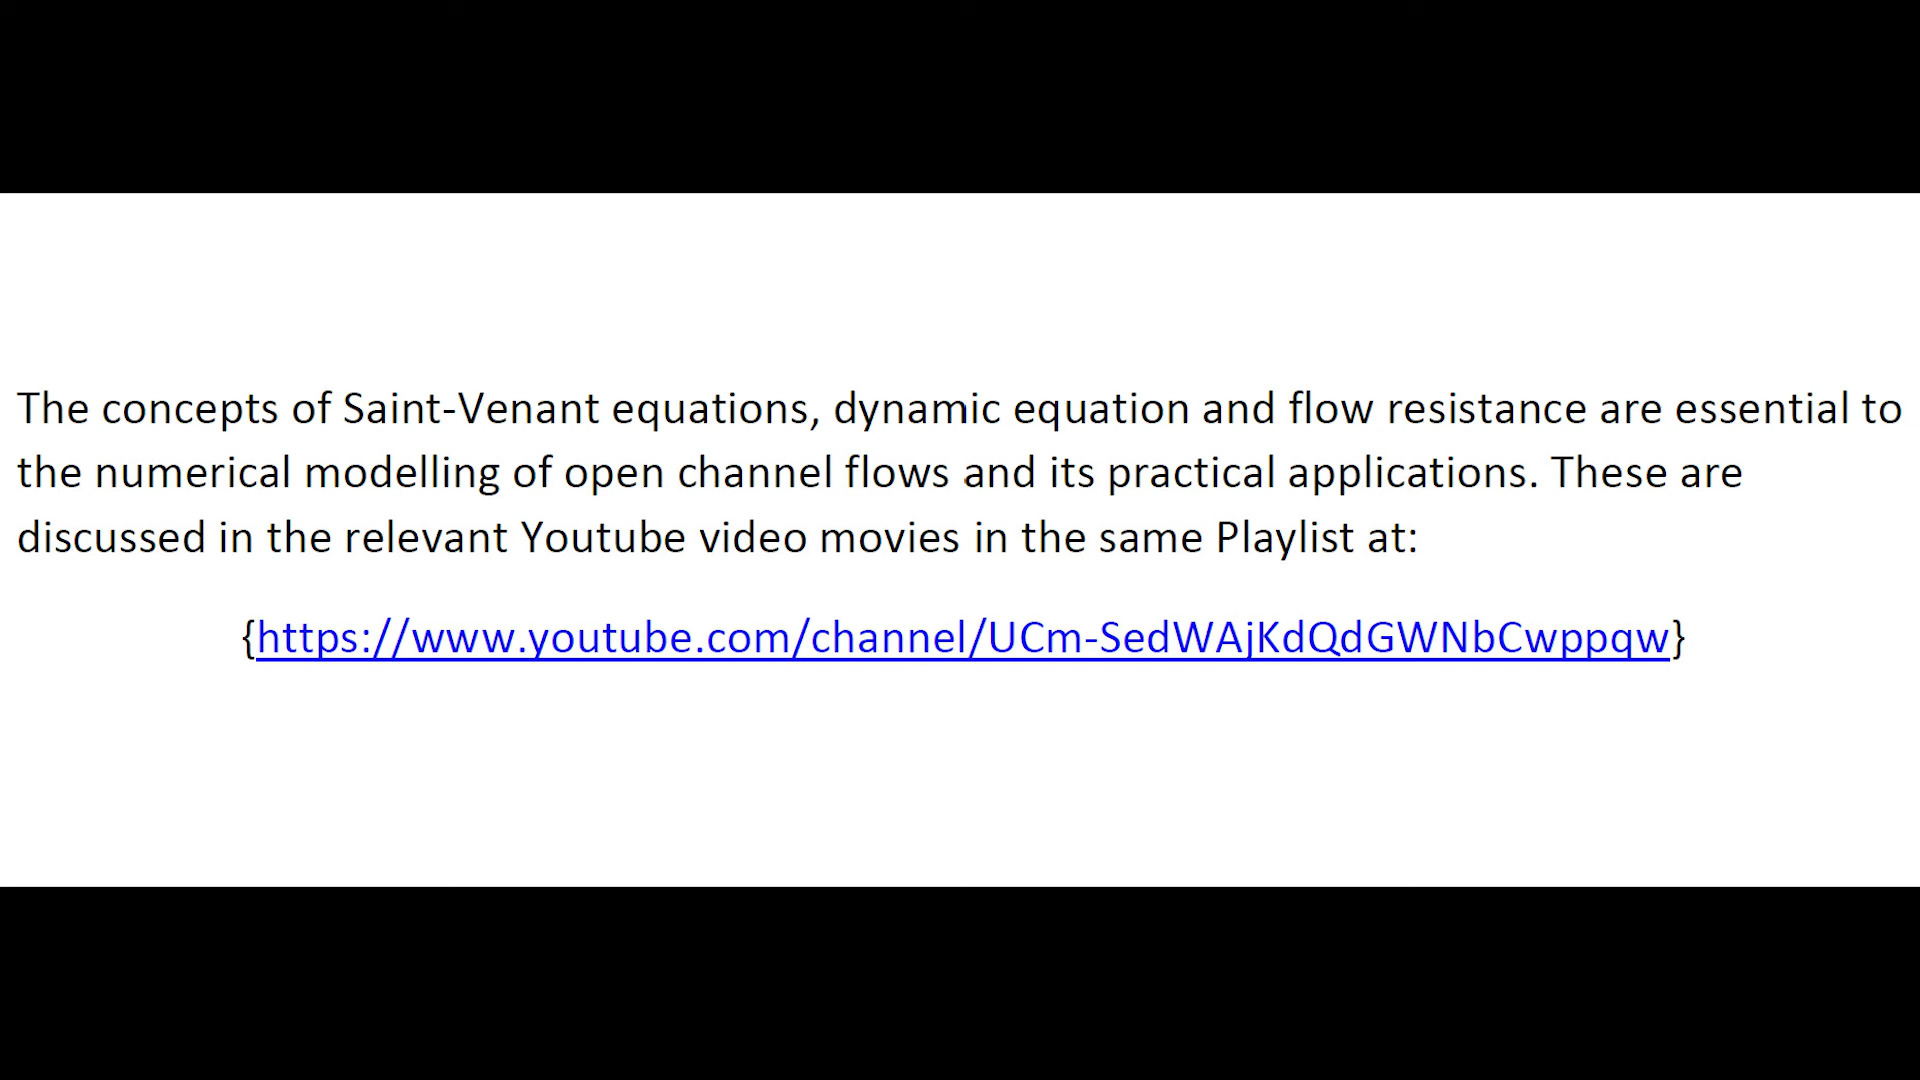 The concepts of Saint-Venant equations, dynamic equation and flow resistance are essential to
the numerical modelling of open channel flows and its practical applications. These are
discussed in the relevant Youtube video movies in the same Playlist at:
{https://www.youtube.com/channel/UCm-SedWAjKdQdGWNbCwppqw}